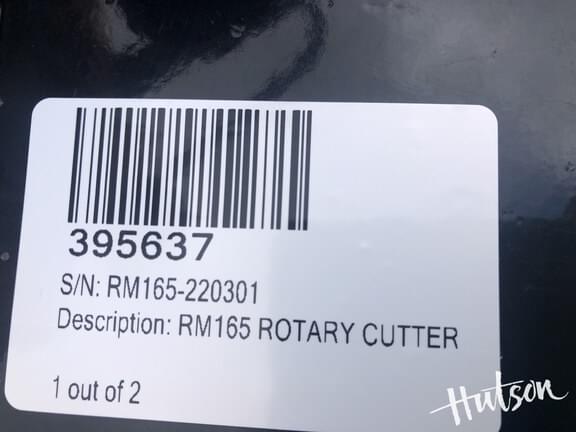 395637
S/N: RM165-220301
Description: RM165 ROTARY CUTTER
1 out of 2
Hutson